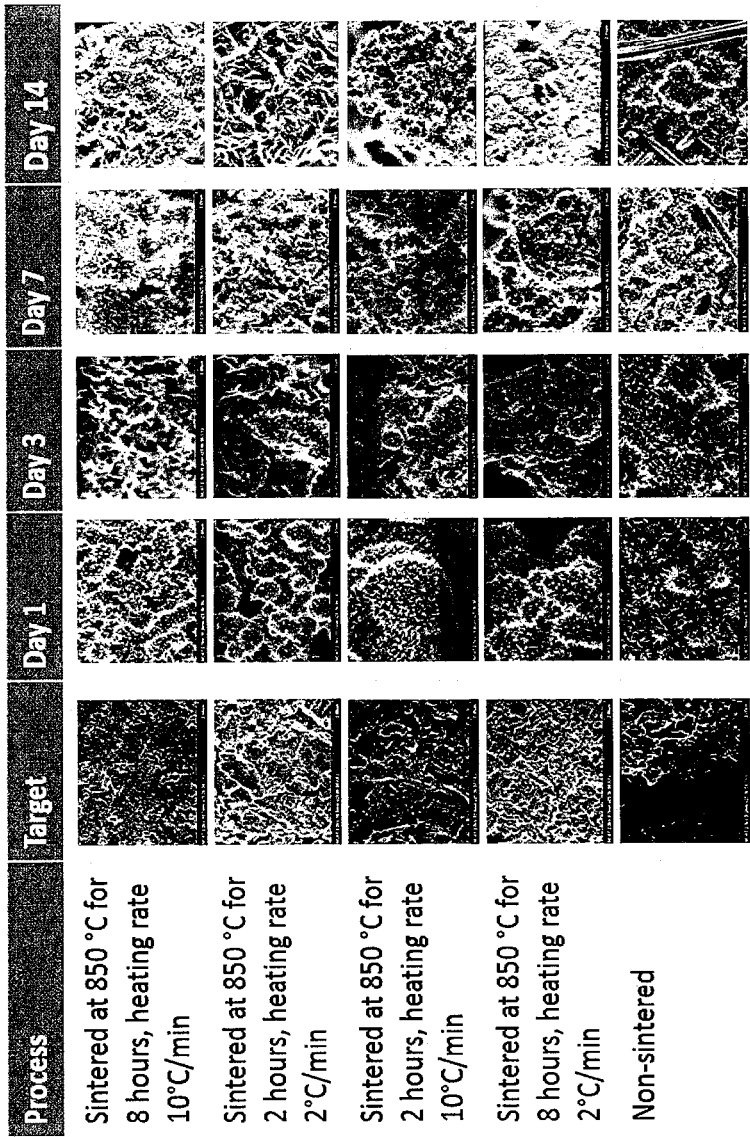 Process Target Day 1 Day 3 Day 7 Day 14
Sintered at 850 °C for
8 hours, heating rate
10°C/min
Sintered at 850 °C for
2 hours, heating rate
2°C/min
Sintered at 850 °C for
2 hours, heating rate
10°C/min
Sintered at 850 °C for
8 hours, heating rate
2°C/min
Non-sintered